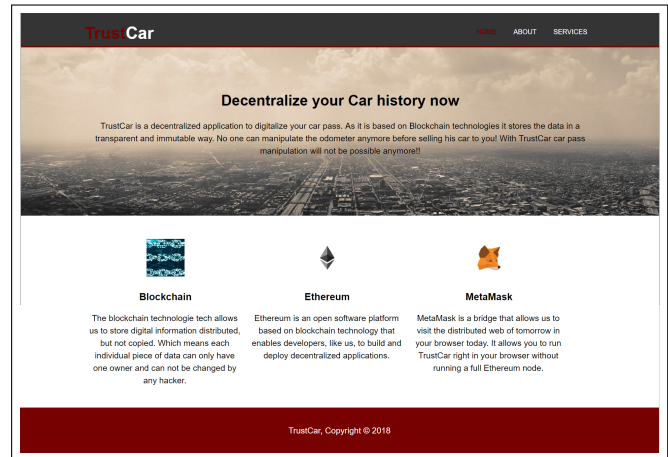 TrustCar
HOME ABOUT SERVICES
Decentralize your Car history now
TrustCar is a decentralized application to digitalize your car pass. As it is based on Blockchain technologies it stores the data in a
transparent and immutable way. No one can manipulate the odometer anymore before selling his car to you! With TrustCar car pass
manipulation will not be possible anymore!!
Blockchain
The blockchain technologie tech allows
us to store digital information distributed,
but not copied. Which means each
individual piece of data can only have
one owner and can not be changed by
any hacker.
Ethereum
Ethereum is an open software platform
based on blockchain technology that
enables developers, like us, to build and
deploy decentralized applications.
MetaMask
MetaMask is a bridge that allows us to
visit the distributed web of tomorrow in
your browser today. It allows you to run
TrustCar right in your browser without
running a full Ethereum node.
TrustCar, Copyright © 2018